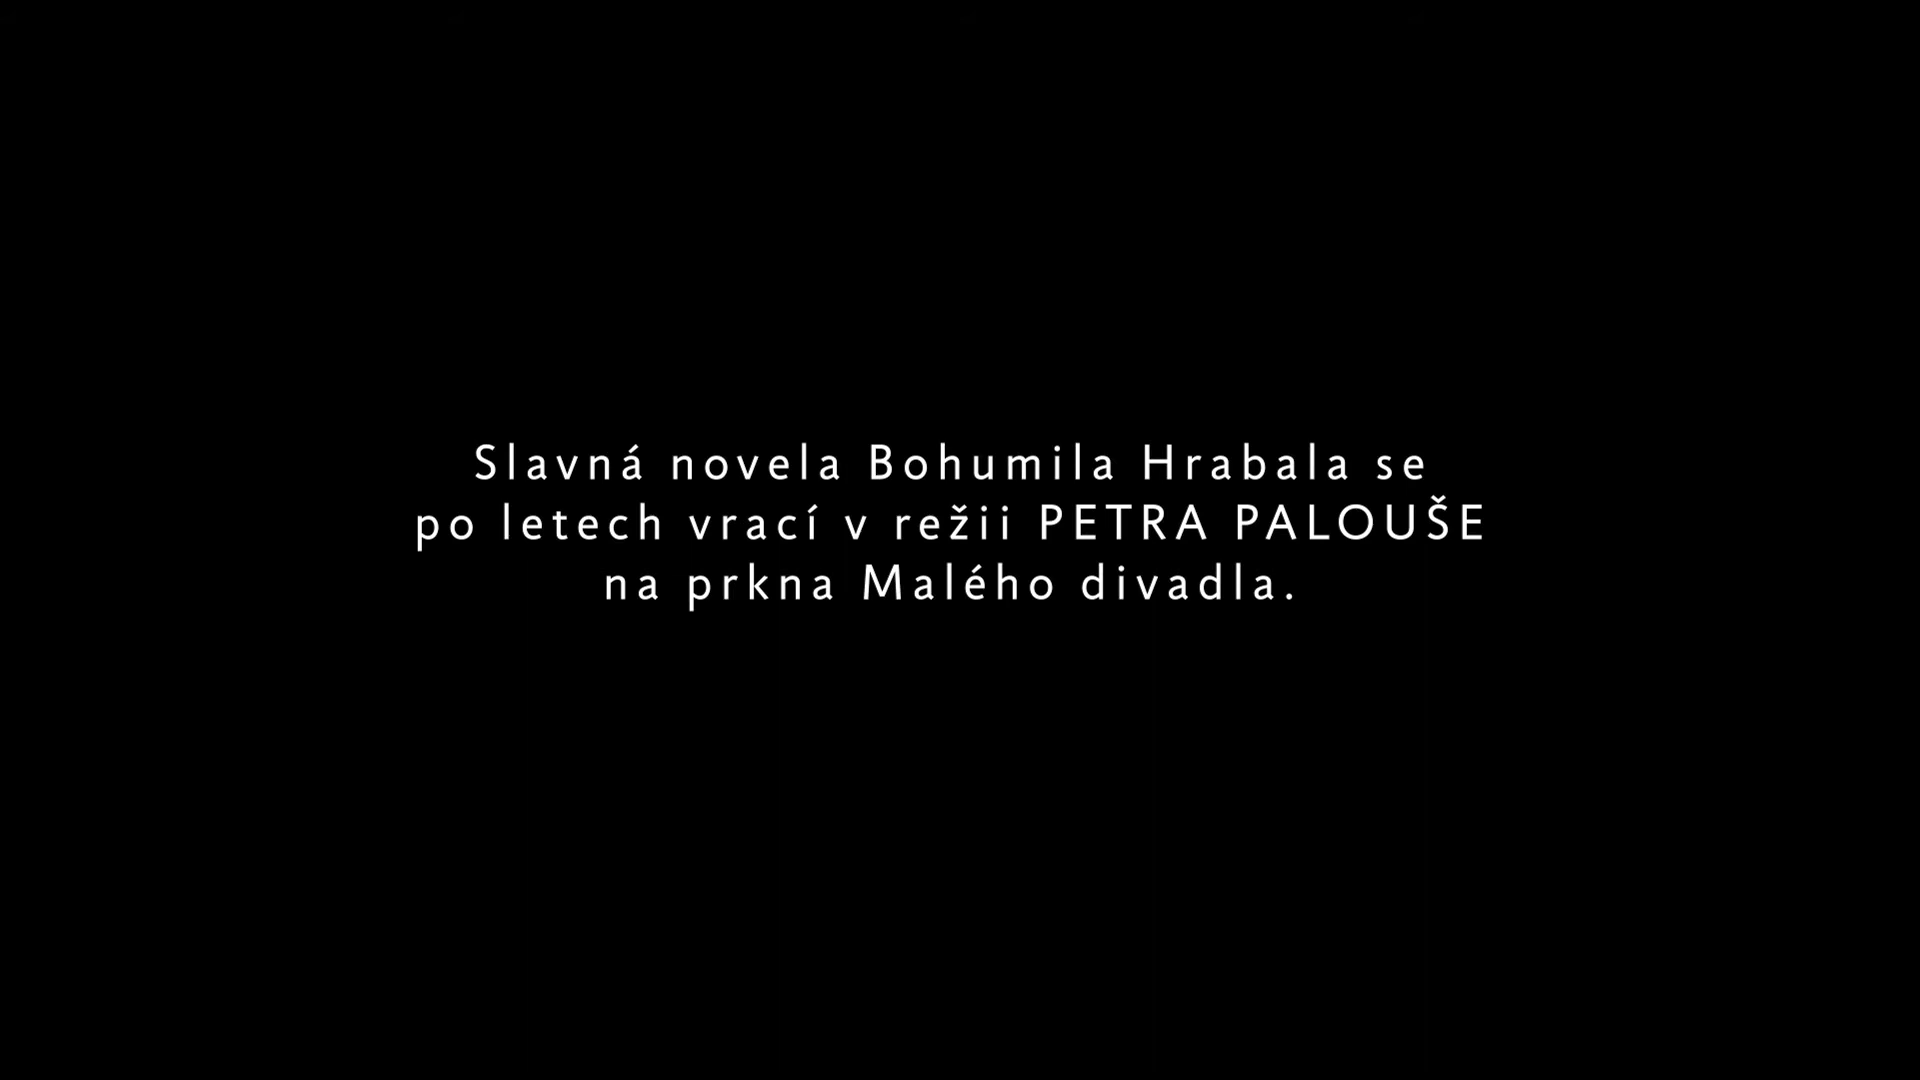 Slavná novela Bohumila Hrabala se
po letech vrací v režii PETRA PALOUŠE
na prkna Malého divadla.